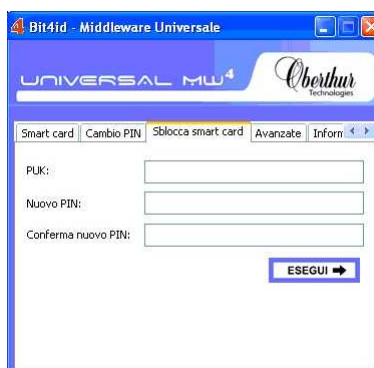 4 Bit4id - Middleware Universale
UNIVERSAL MW4
Oberthur
Technologies
Smart card Cambio PIN Sblocca smart card Avanzate Inform
PUK:
Nuovo PIN:
Conferma nuovo PIN:
ESEGUI